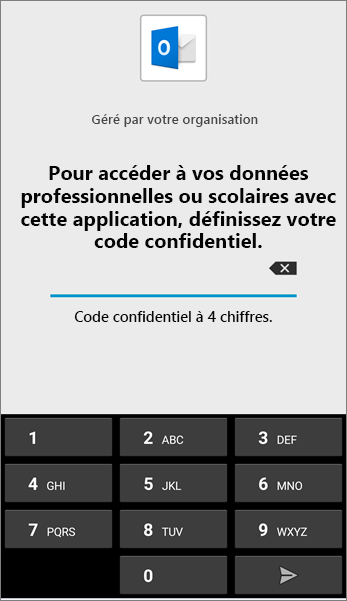 O
Géré par votre organisation
Pour accéder à vos données
professionnelles ou scolaires avec
cette application, définissez votre
code confidentiel.
Code confidentiel à 4 chiffres.
1 2 ABC 3 DEF
4 GHI 5 JKL 6 MNO
7 PQRS 8 TUV 9 WXYZ
0